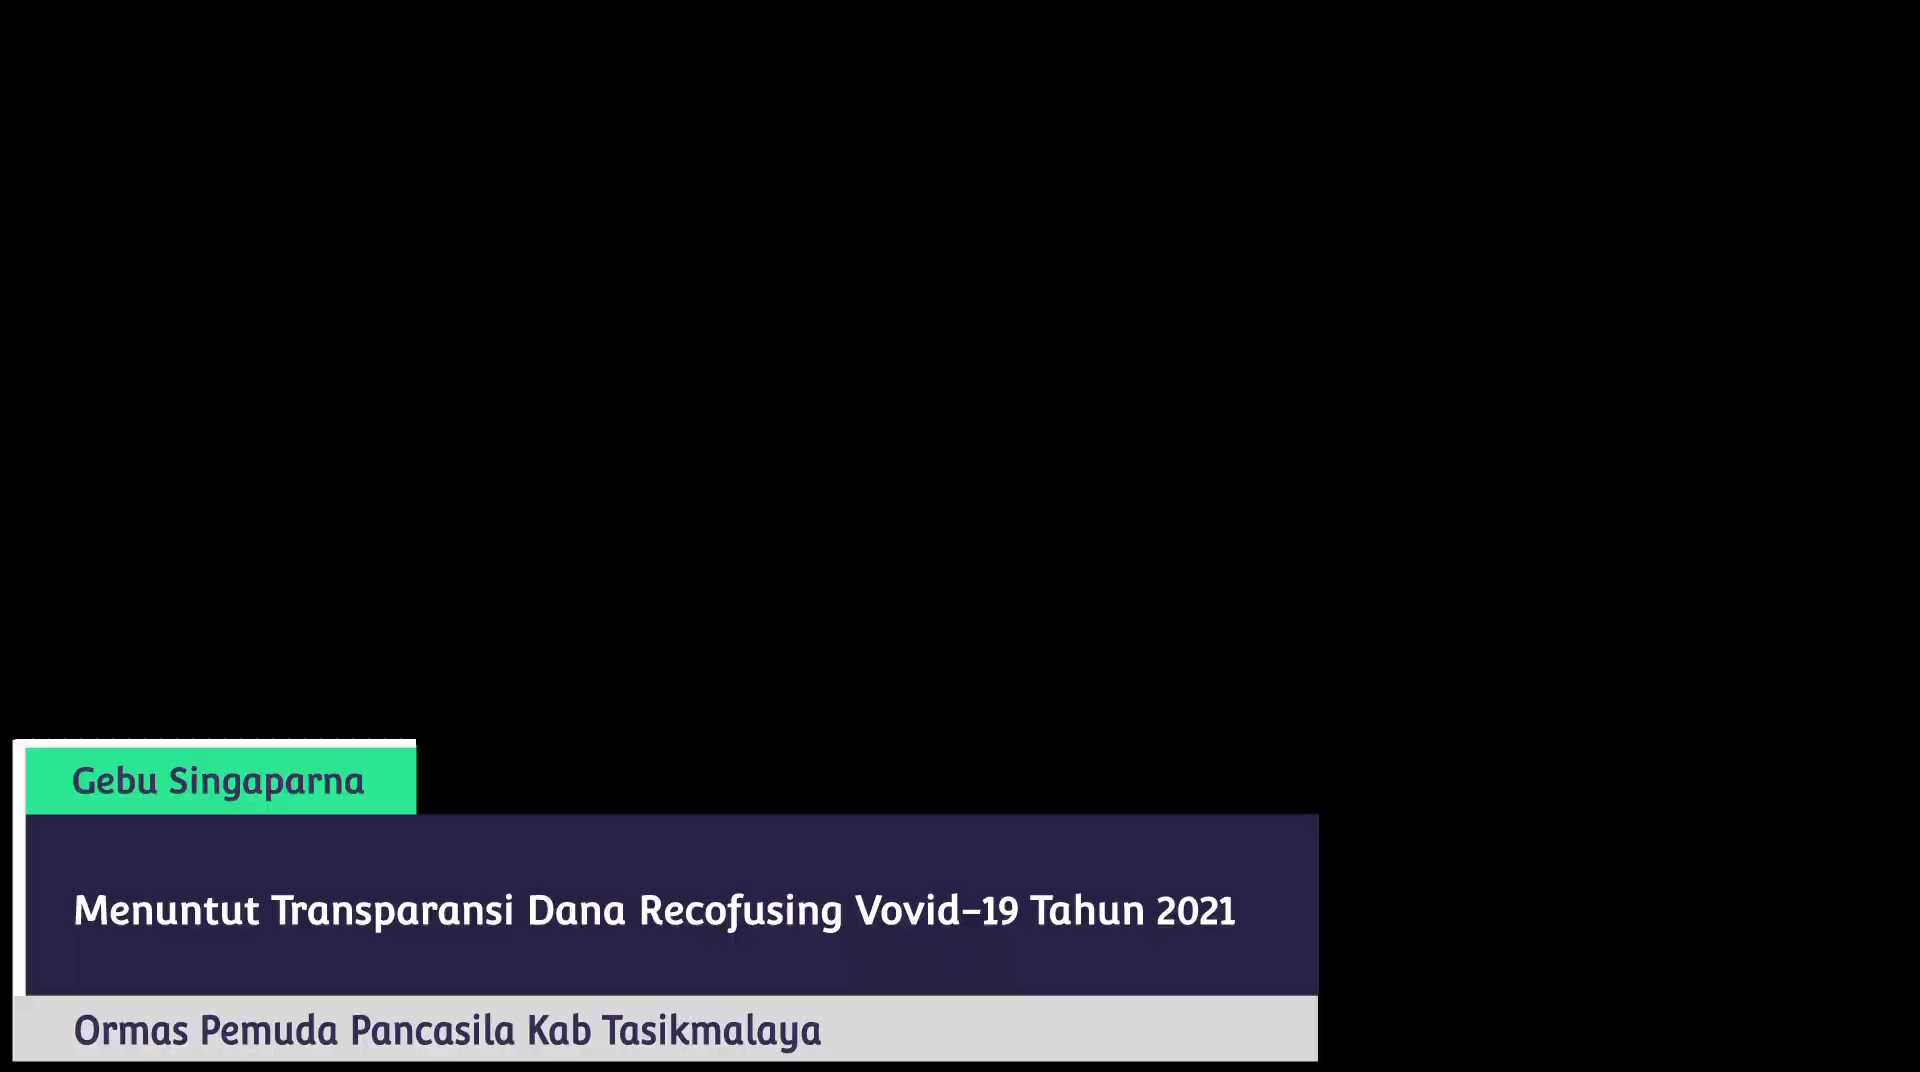 Gebu Singaparna
Menuntut Transparansi Dana Recofusing Vovid-19 Tahun 2021
Ormas Pemuda Pancasila Kab Tasikmalaya